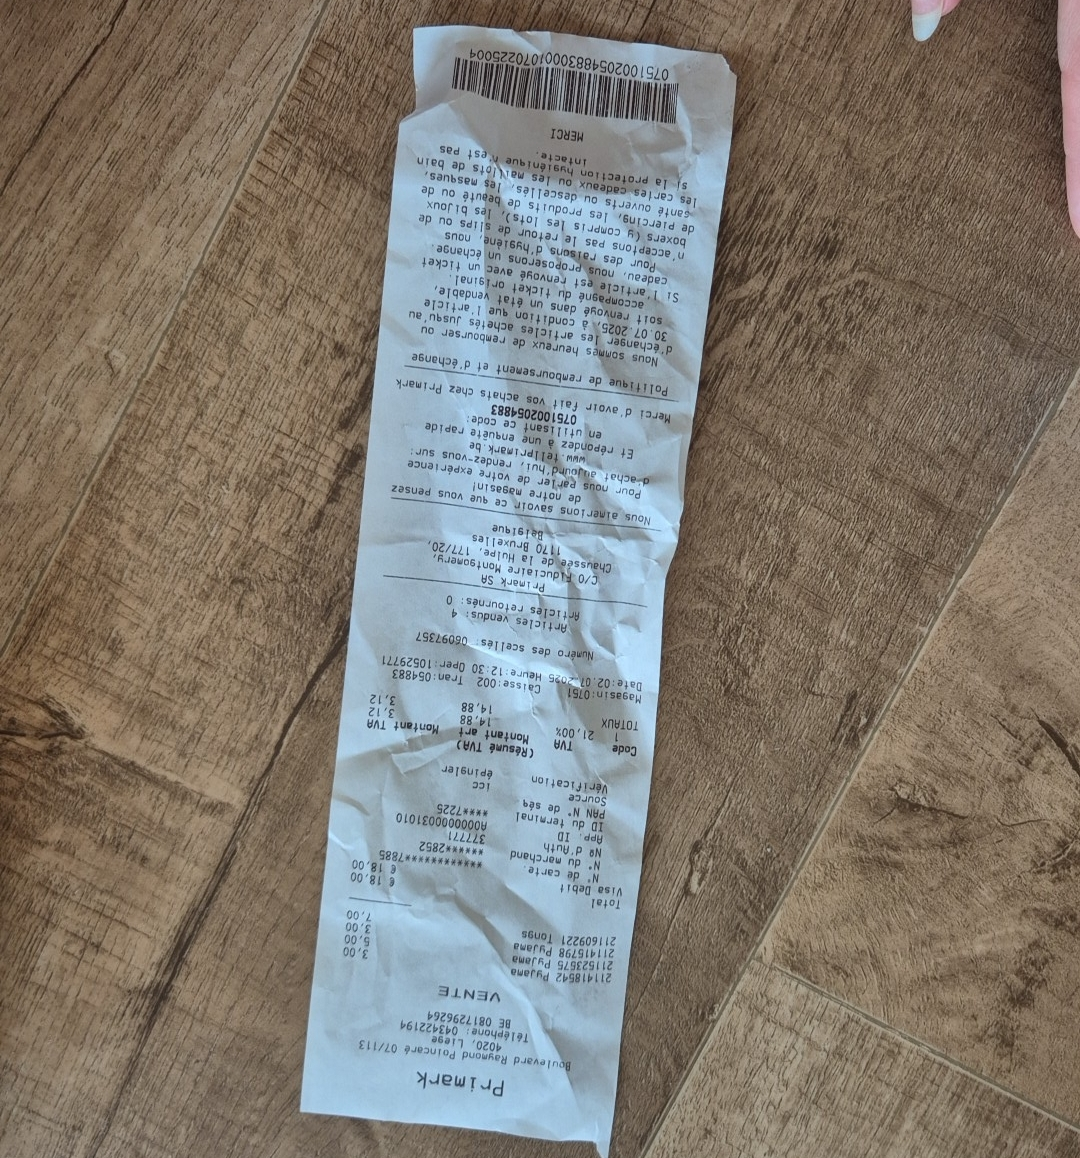 Primark
Boulevard Raymond Poincaré 07/113
4020, Liege
Téléphone: 043422194
BE 0817296264
VENTE
211418542 Pyjama 3,00
211523575 Pyjama 5,00
211415798 Pyjama 3,00
211609221 Tongs 7,00
Total € 18,00
Visa Debit € 18,00
N° de carte. ************7885
N° du marchand *****2852
Nº d'Auth 377771
App. ID A0000000031010
ID du terminal ****7225
PAN N° de séq
Source icc
Vérification épingler
(Résumé TVA)
Code TVA Montant art Montant TVA
1 21,00% 14,88 3,12
TOTAUX 14,88 3,12
Magasin:0751 Caisse:002 Tran:054883
Date:02.07.2025 Heure:12:30 Oper:10529771
Numéro des scellés: 06097357
Articles vendus: 4
Articles retournés: 0
Primark SA
C/O Fiduciaire Montgomery,
Chaussée de la Hulpe, 177/20,
1170 Bruxelles
Belgique
Nous aimerions savoir ce que vous pensez
de notre magasin!
Pour nous parler de votre expérience
d'achat aujourd'hui, rendez-vous sur:
www.tellprimark.be
Et répondez à une enquête rapide
en utilisant ce code:
0751002054883
Merci d'avoir fait vos achats chez Primark
Politique de remboursement et d'échange
Nous sommes heureux de rembourser ou
d'échanger les articles achetés jusqu'au
30.07.2025, à condition que l'article
soit renvoyé dans un état vendable,
accompagné du ticket original.
Si l'article est renvoyé avec un ticket
cadeau, nous proposerons un échange.
Pour des raisons d'hygiène, nous
n'acceptons pas le retour de slips ou de
boxers (y compris les lots), les bijoux
de piercing, les produits de beauté ou de
santé ouverts ou descellés, les masques,
les cartes cadeaux ou les maillots de bain
si la protection hygiénique n'est pas
intacte.
MERCI
07510020548830001070225004